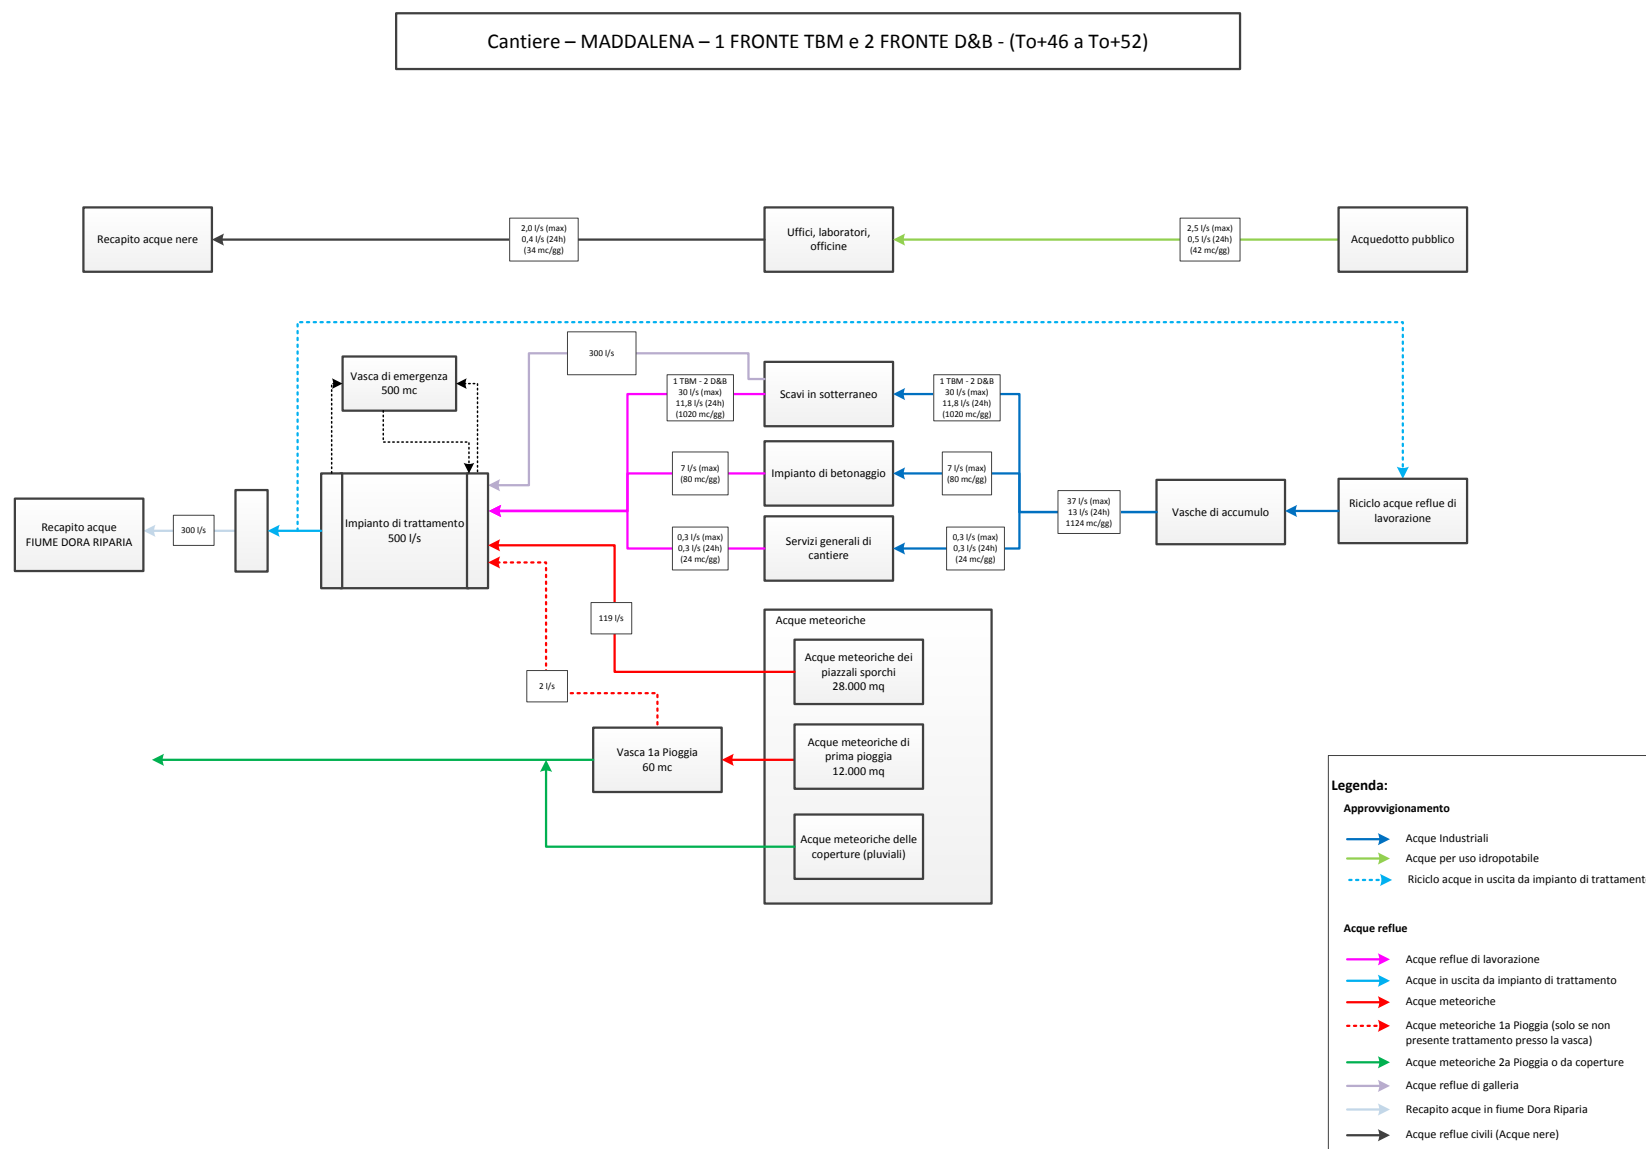 Cantiere – MADDALENA – 1 FRONTE TBM e 2 FRONTE D&B - (To+46 a To+52)
Recapito acque nere
2,0 l/s (max)
0,4 l/s (24h)
(34 mc/gg)
Uffici, laboratori,
officine
2,5 l/s (max)
0,5 l/s (24h)
(42 mc/gg)
Acquedotto pubblico
300 l/s
Vasca di emergenza
500 mc
1 TBM - 2 D&B
30 l/s (max)
11,8 l/s (24h)
(1020 mc/gg)
Scavi in sotterraneo
1 TBM - 2 D&B
30 l/s (max)
11,8 l/s (24h)
(1020 mc/gg)
7 l/s (max)
(80 mc/gg)
Impianto di betonaggio
7 l/s (max)
(80 mc/gg)
Recapito acque
FIUME DORA RIPARIA
300 l/s
Impianto di trattamento
500 l/s
37 l/s (max)
13 l/s (24h)
1124 mc/gg)
Vasche di accumulo
Riciclo acque reflue di
lavorazione
0,3 l/s (max)
0,3 l/s (24h)
(24 mc/gg)
Servizi generali di
cantiere
0,3 l/s (max)
0,3 l/s (24h)
(24 mc/gg)
119 l/s
Acque meteoriche
Acque meteoriche dei
piazzali sporchi
28.000 mq
2 l/s
Vasca 1a Pioggia
60 mc
Acque meteoriche di
prima pioggia
12.000 mq
Acque meteoriche delle
coperture (pluviali)
Legenda:
Approvvigionamento
Acque Industriali
Acque per uso idropotabile
Riciclo acque in uscita da impianto di trattament
Acque reflue
Acque reflue di lavorazione
Acque in uscita da impianto di trattamento
Acque meteoriche
Acque meteoriche 1a Pioggia (solo se non
presente trattamento presso la vasca)
Acque meteoriche 2a Pioggia o da coperture
Acque reflue di galleria
Recapito acque in fiume Dora Riparia
Acque reflue civili (Acque nere)